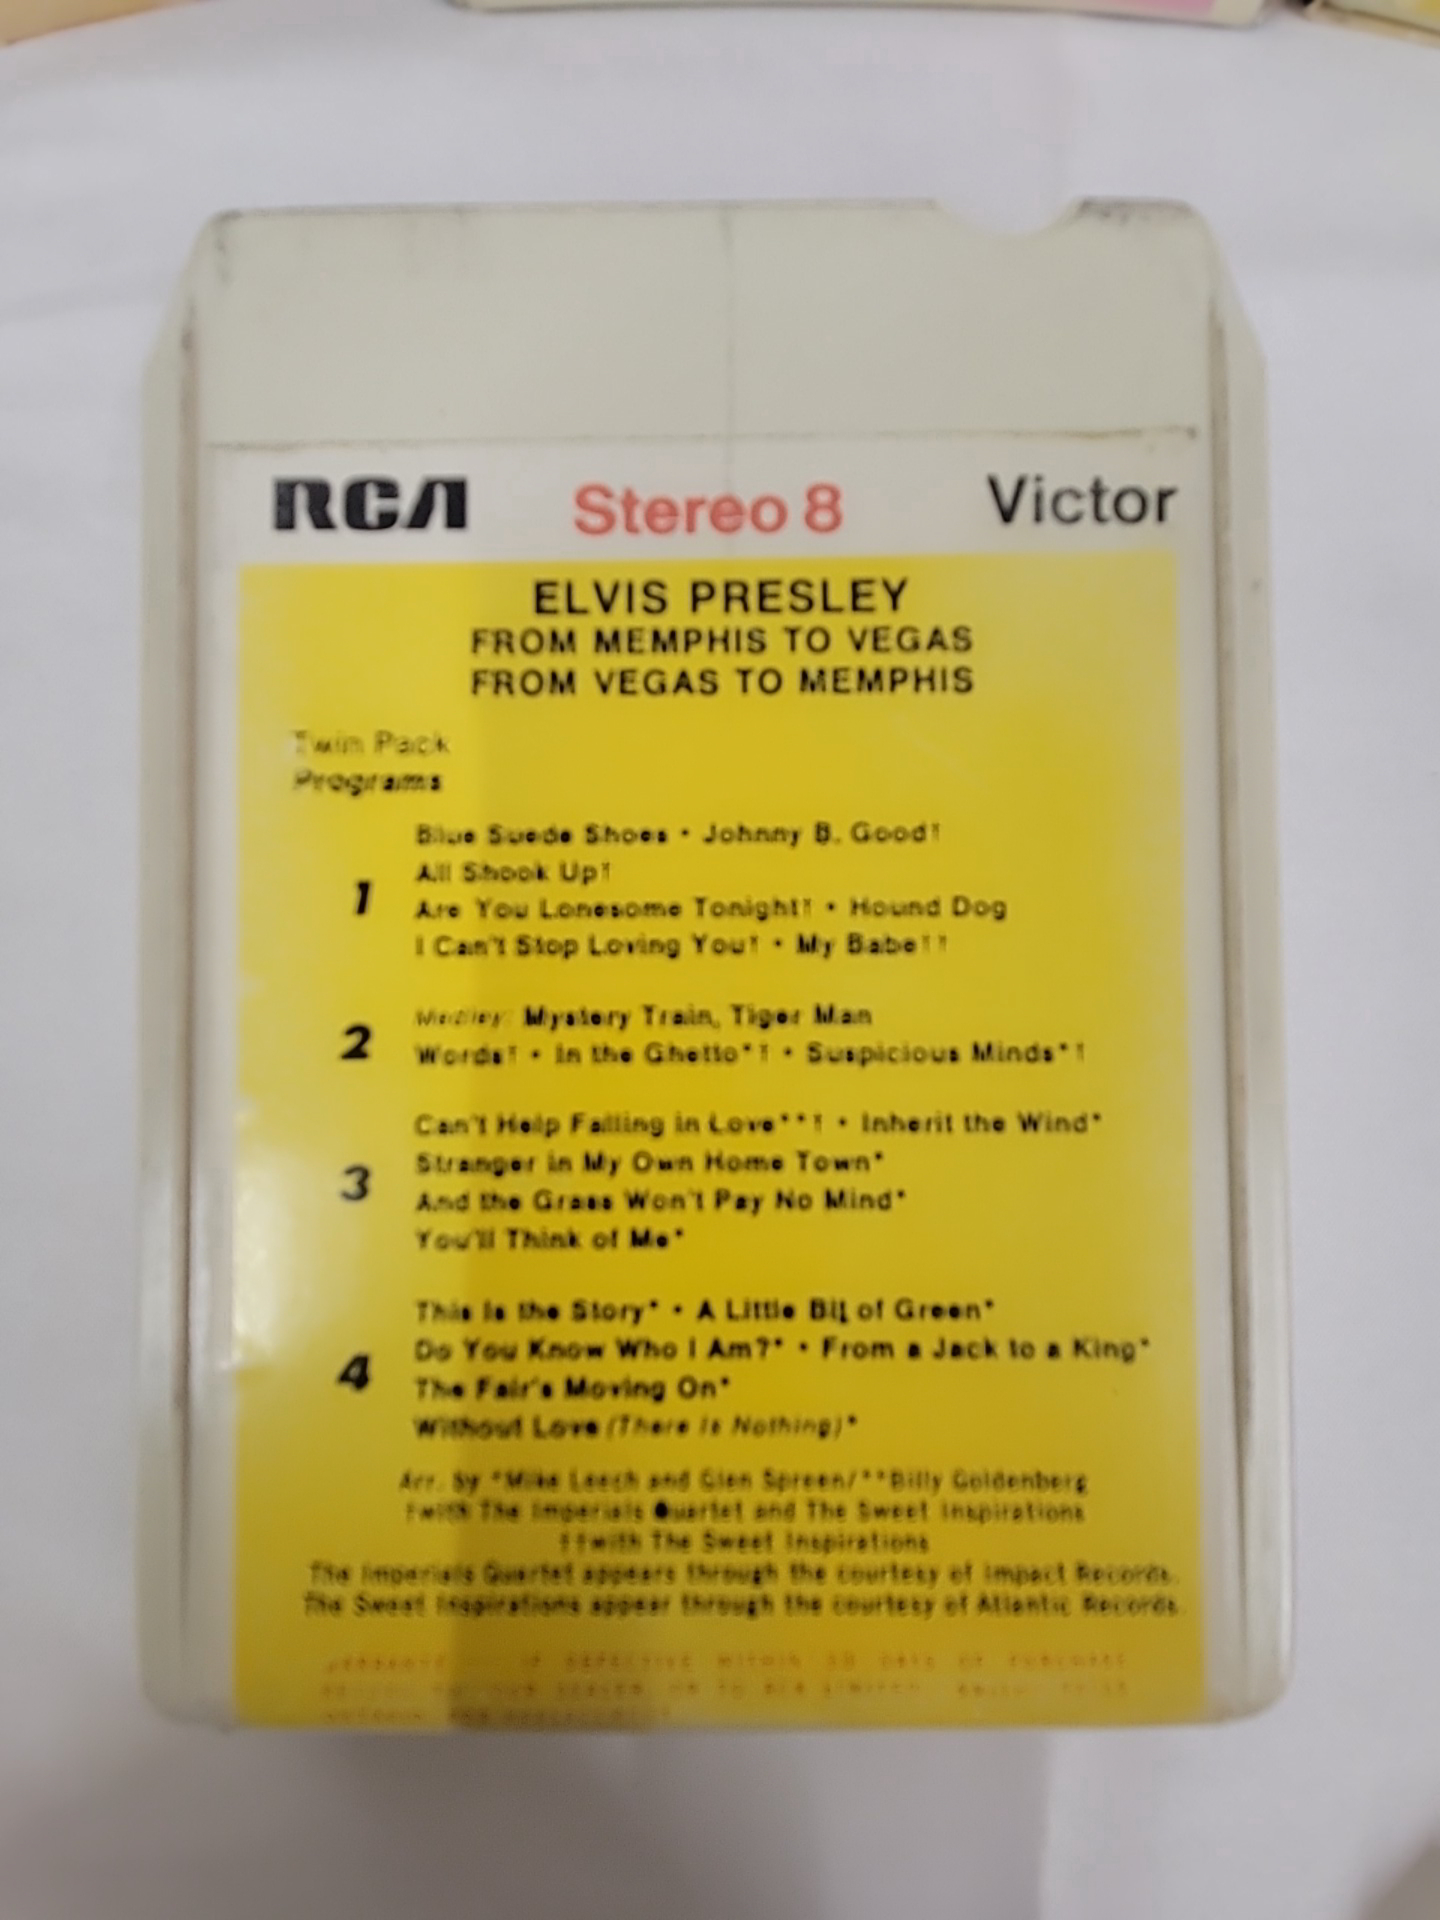 RCA Stereo 8 Victor
ELVIS PRESLEY
FROM MEMPHIS TO VEGAS
FROM VEGAS TO MEMPHIS
Twin Pack
Programs
1
Blue Suede Shoes • Johnny B. Good†
All Shook Up†
Are You Lonesome Tonight† • Hound Dog
I Can't Stop Loving You† • My Babe††
2
Medley: Mystery Train, Tiger Man
Words† • In the Ghetto*† • Suspicious Minds*†
3
Can't Help Falling in Love**† • Inherit the Wind*
Stranger in My Own Home Town*
And the Grass Won't Pay No Mind*
You'll Think of Me*
4
This Is the Story* • A Little Bit of Green*
Do You Know Who I Am?* • From a Jack to a King*
The Fair's Moving On*
Without Love (There Is Nothing)*
Arr. by *Mike Leech and Glen Spreen/**Billy Goldenberg
†with The Imperials Quartet and The Sweet Inspirations
††with The Sweet Inspirations
The Imperials Quartet appears through the courtesy of Impact Records.
The Sweet Inspirations appear through the courtesy of Atlantic Records.
IF DEFECTIVE WITHIN 30 DAYS OF PURCHASE